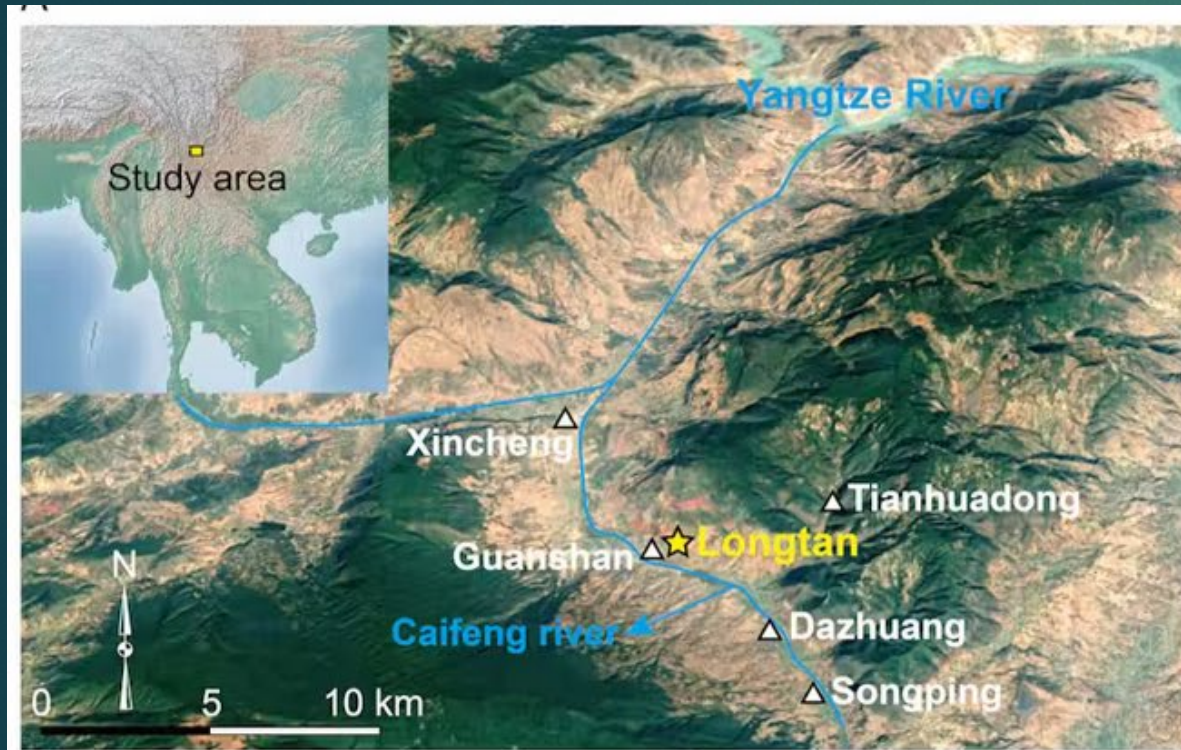 A
Yangtze River
Study area
Xincheng
Tianhuadong
Longtan
Guanshan
N
Caifeng river
Dazhuang
Songping
0 5 10 km